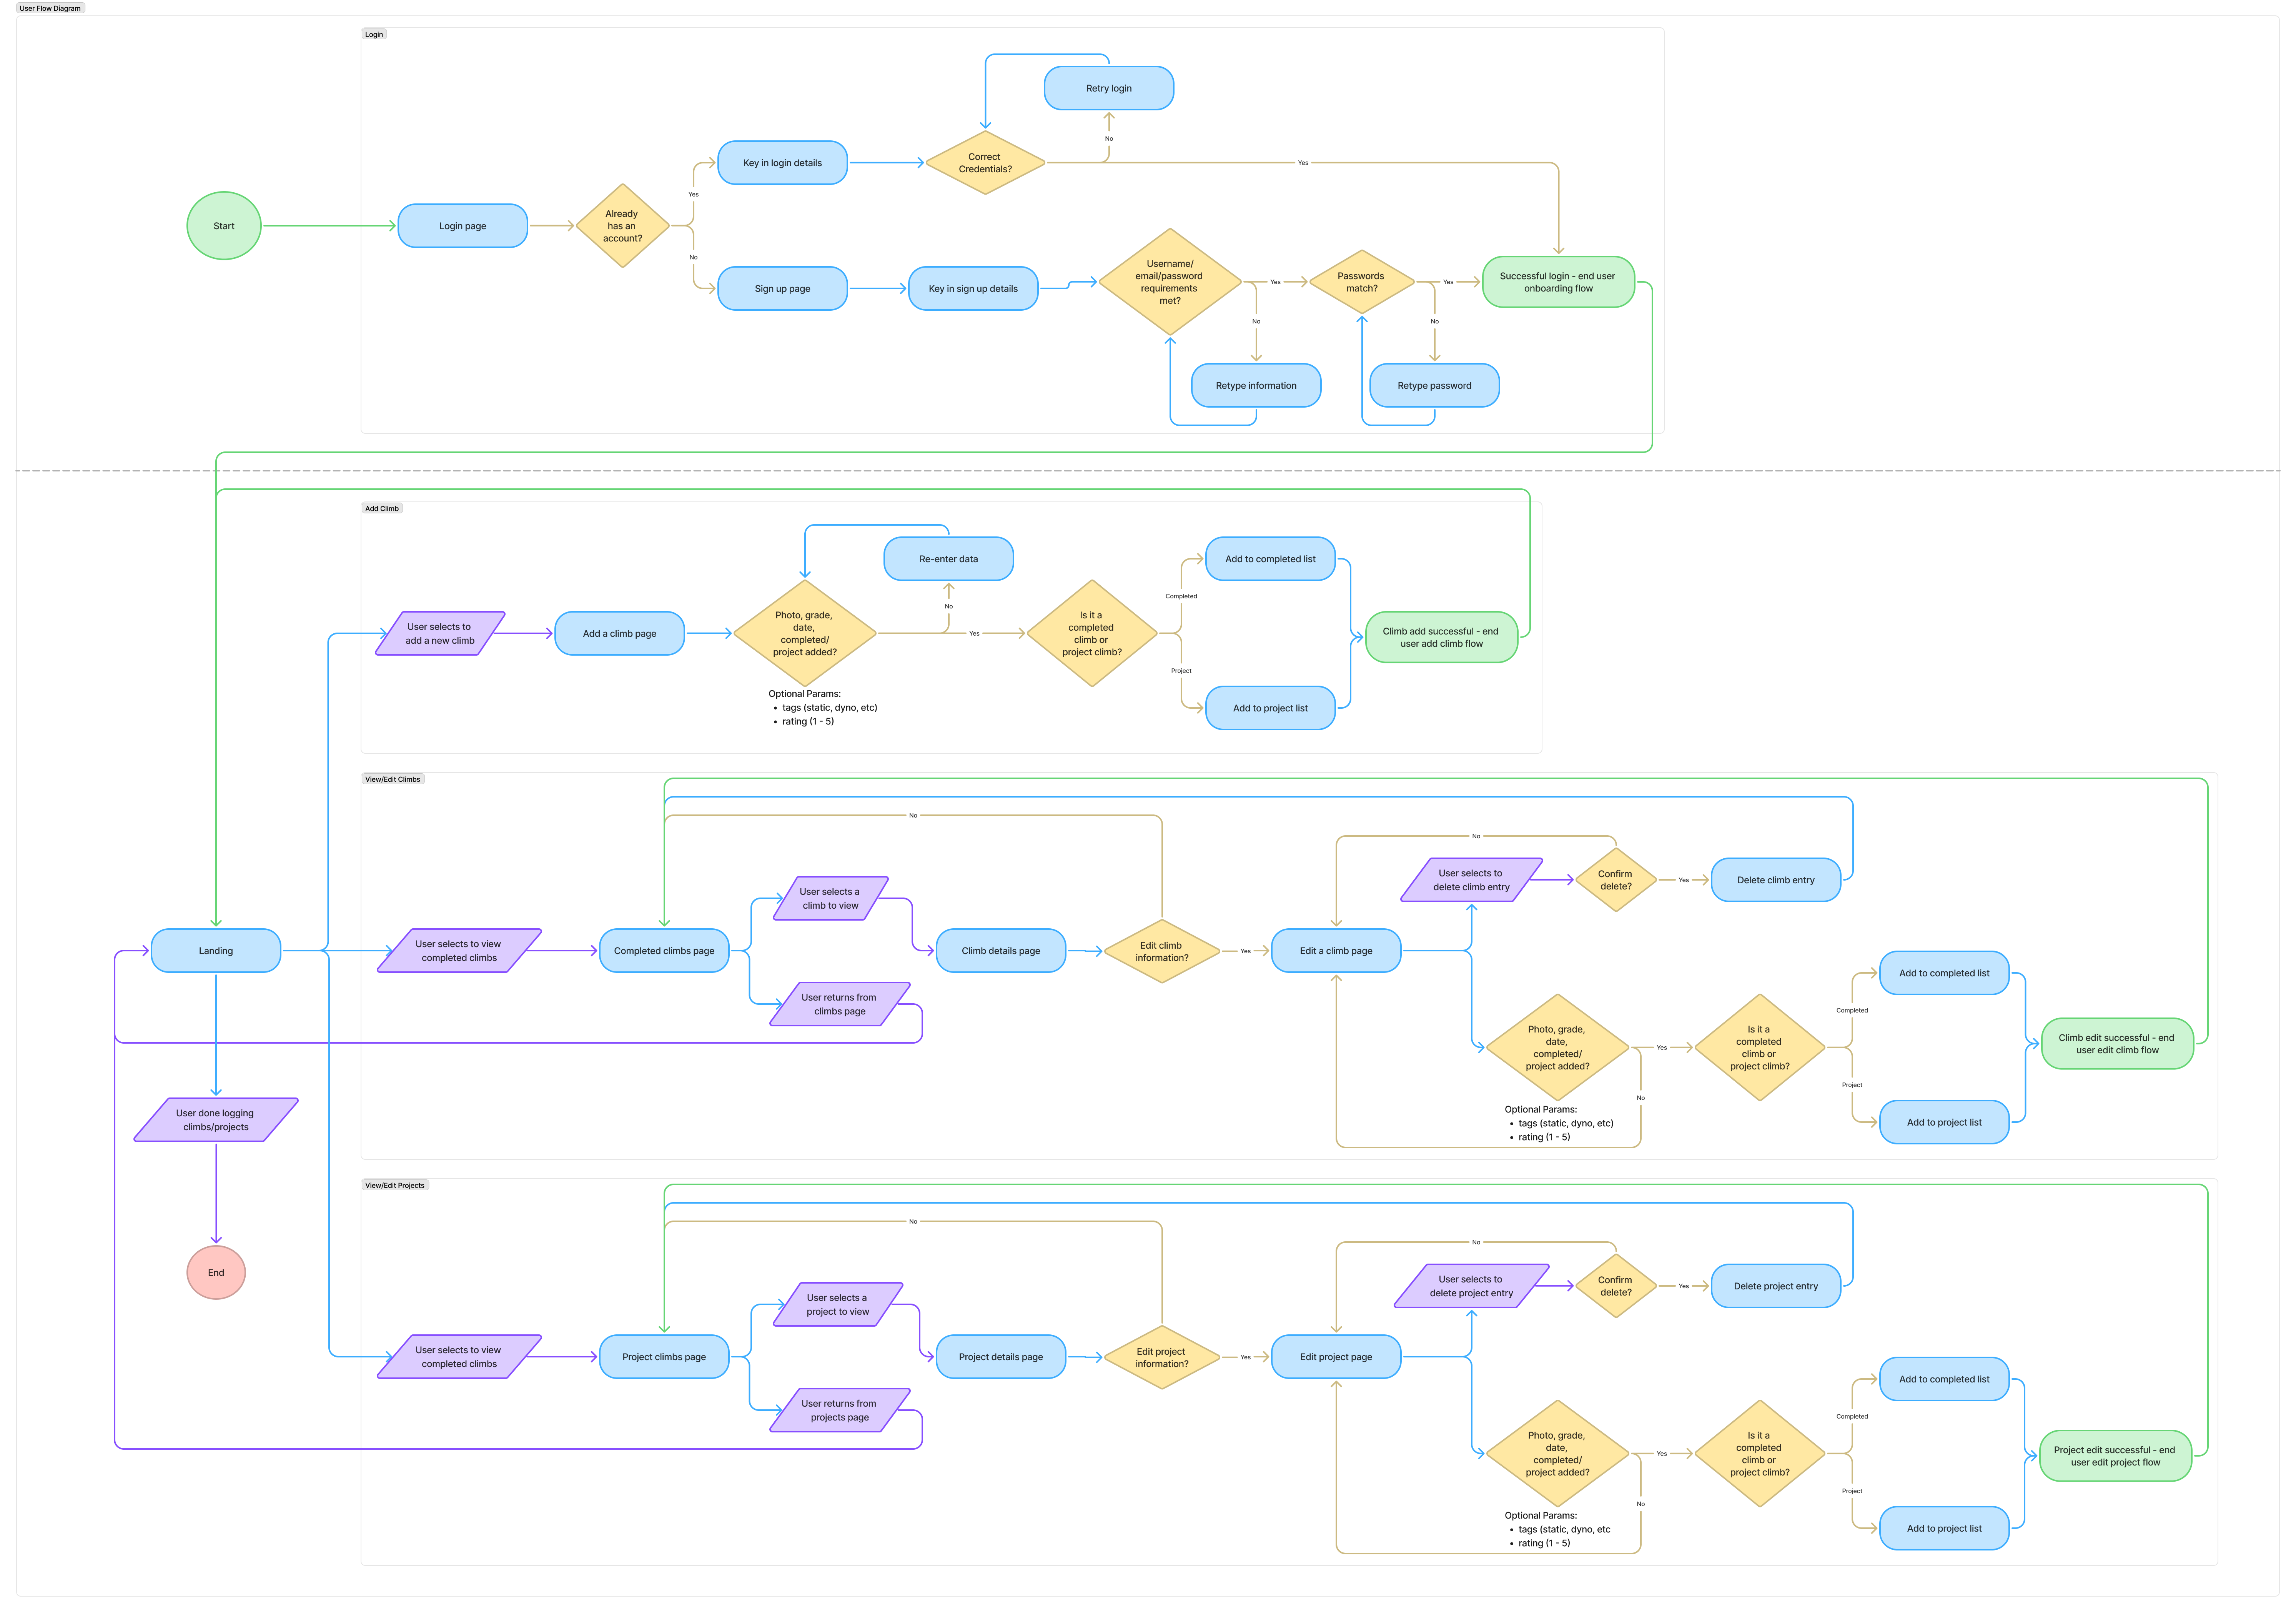 User Flow Diagram
Login
Retry login
No
Key in login details
Correct
Credentials?
Yes
Yes
Start
Login page
Already
has an
account?
No
Sign up page
Key in sign up details
Username/
email/password
requirements
met?
Yes
Passwords
match?
Yes
Successful login - end user
onboarding flow
No
No
Retype information
Retype password
Add Climb
Re-enter data
Add to completed list
No
Completed
User selects to
add a new climb
Add a climb page
Photo, grade,
date,
completed/
project added?
Yes
Is it a
completed
climb or
project climb?
Climb add successful - end
user add climb flow
Project
Optional Params:
• tags (static, dyno, etc)
• rating (1 - 5)
Add to project list
View/Edit Climbs
No
No
User selects a
climb to view
User selects to
delete climb entry
Confirm
delete?
Yes
Delete climb entry
Landing
User selects to view
completed climbs
Completed climbs page
Climb details page
Edit climb
information?
Yes
Edit a climb page
Add to completed list
User returns from
climbs page
Completed
Photo, grade,
date,
completed/
project added?
Yes
Is it a
completed
climb or
project climb?
Climb edit successful - end
user edit climb flow
Project
No
Optional Params:
• tags (static, dyno, etc)
• rating (1 - 5)
Add to project list
User done logging
climbs/projects
View/Edit Projects
No
No
End
User selects a
project to view
User selects to
delete project entry
Confirm
delete?
Yes
Delete project entry
User selects to view
completed climbs
Project climbs page
Project details page
Edit project
information?
Yes
Edit project page
Add to completed list
User returns from
projects page
Completed
Photo, grade,
date,
completed/
project added?
Yes
Is it a
completed
climb or
project climb?
Project edit successful - end
user edit project flow
Project
No
Optional Params:
• tags (static, dyno, etc
• rating (1 - 5)
Add to project list